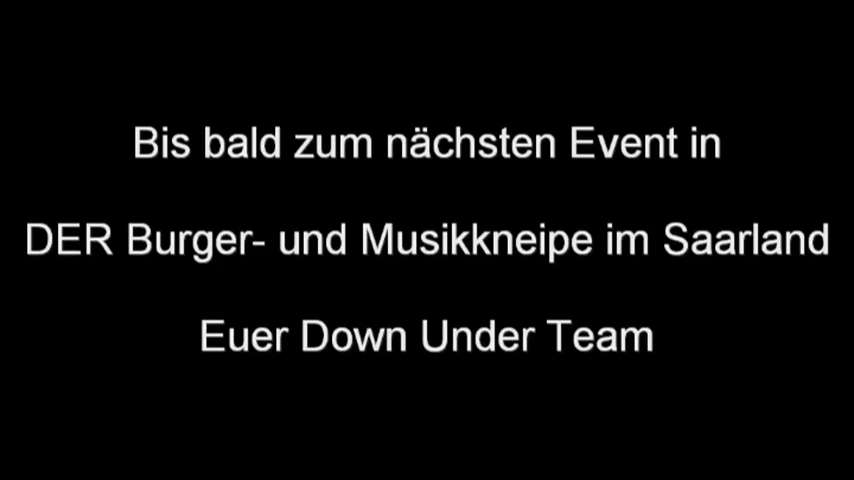 Bis bald zum nächsten Event in
DER Burger- und Musikkneipe im Saarland
Euer Down Under Team